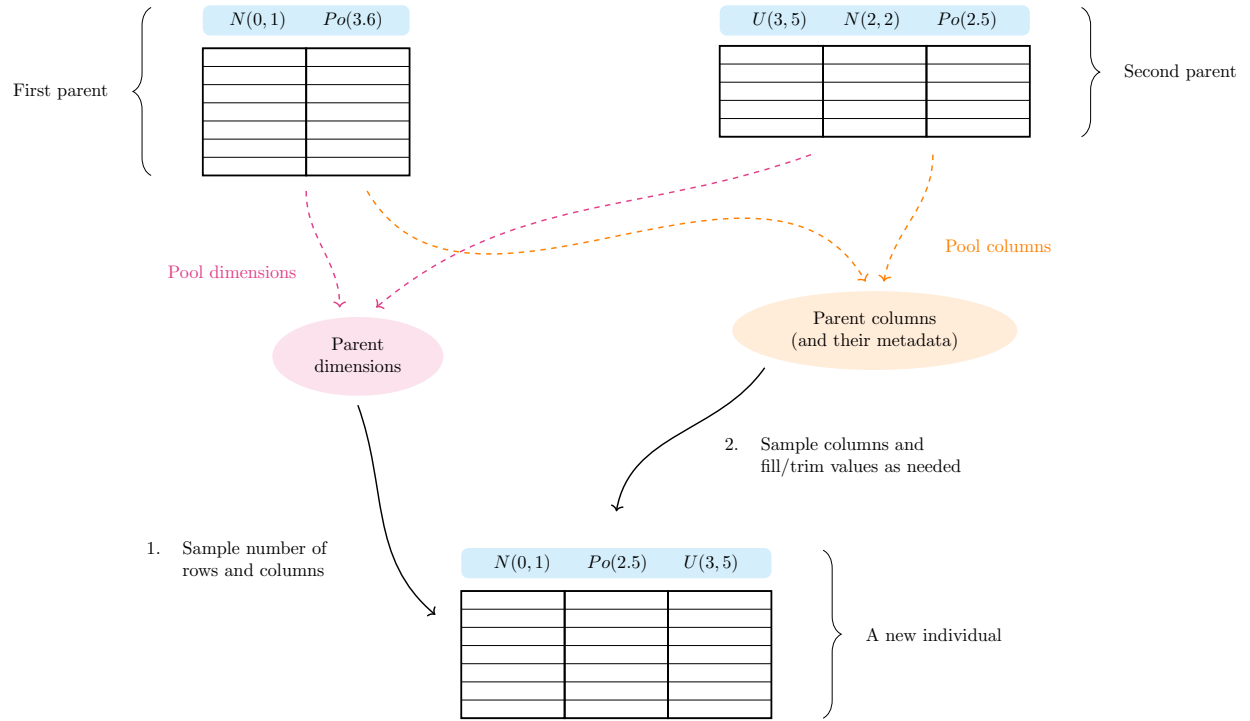 N(0, 1) Po(3.6)
U(3, 5) N(2, 2) Po(2.5)
First parent
Second parent
Pool dimensions
Pool columns
Parent
dimensions
Parent columns
(and their metadata)
2. Sample columns and
fill/trim values as needed
1. Sample number of
rows and columns
N(0, 1) Po(2.5) U(3, 5)
A new individual